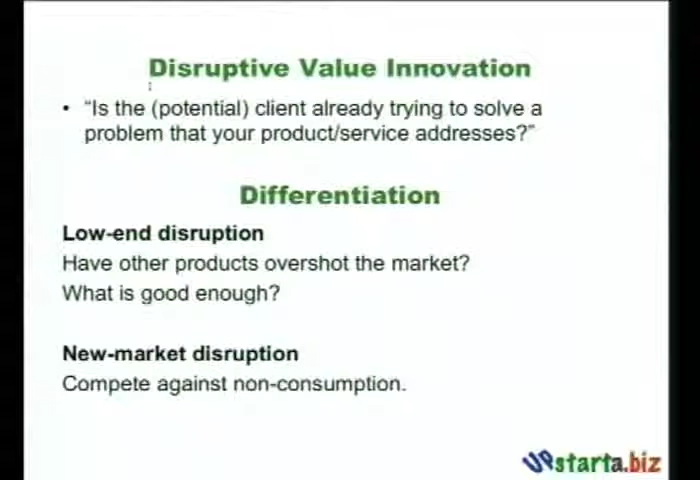 Disruptive Value Innovation
• “Is the (potential) client already trying to solve a
problem that your product/service addresses?”
Differentiation
Low-end disruption
Have other products overshot the market?
What is good enough?
New-market disruption
Compete against non-consumption.
UPstarta.biz